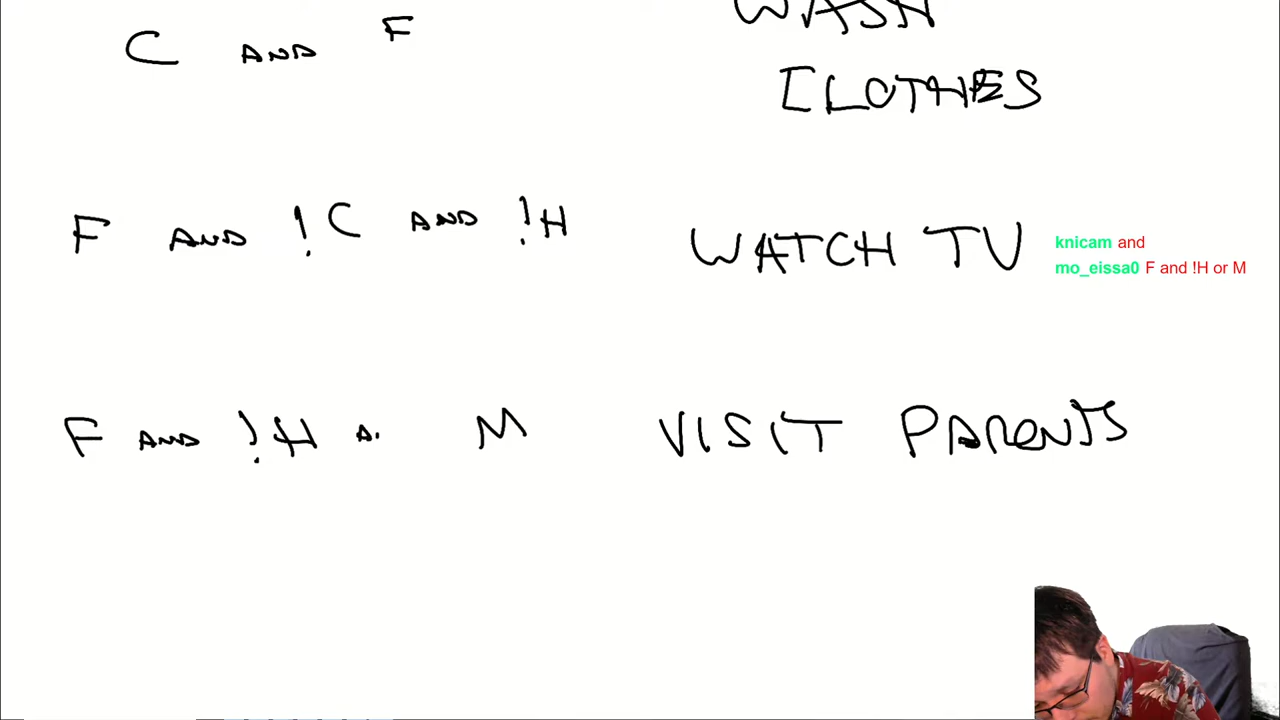 C AND F
WASH
CLOTHES
F AND !C AND !H
WATCH TV
knicam and
mo_eissa0 F and !H or M
F AND !H A. M
VISIT PARENTS